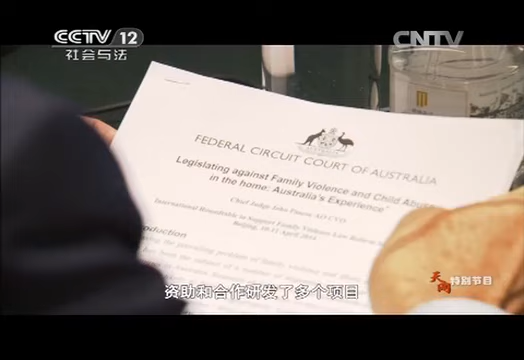 CCTV 12
社会与法
CNTV
FEDERAL CIRCUIT COURT OF AUSTRALIA
Legislating against Family Violence and Child Abuse
in the home: Australia's Experience
Chief Judge John Pascoe AO CVO
International Roundtable to Support Family Violence Law Reform
Beijing, 10-11 April 2014
天网 特别节目
资助和合作研发了多个项目